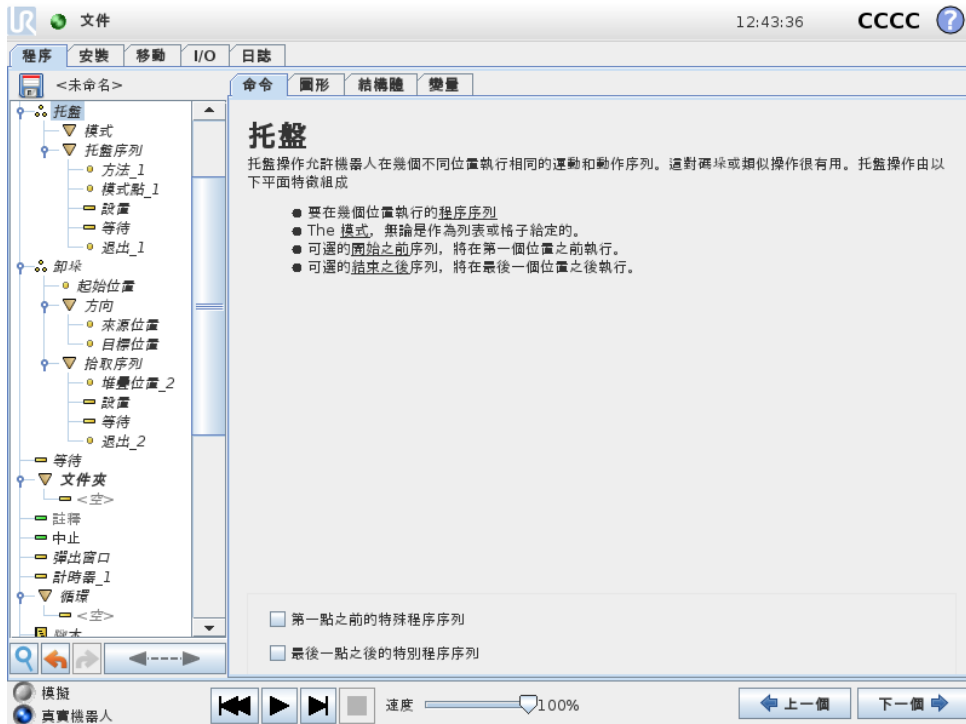 UR 文件 12:43:36 CCCC ?
程序 安裝 移動 I/O 日誌
<未命名>
命令 圖形 結構體 變量
托盤
模式
托盤序列
方法_1
模式點_1
設置
等待
退出_1
卸垛
起始位置
方向
來源位置
目標位置
拾取序列
堆疊位置_2
設置
等待
退出_2
等待
文件夾
<空>
註釋
中止
彈出窗口
計時器_1
循環
<空>
腳本
托盤
托盤操作允許機器人在幾個不同位置執行相同的運動和動作序列。這對碼垛或類似操作很有用。托盤操作由以
下平面特徵組成
要在幾個位置執行的程序序列
The 模式, 無論是作為列表或格子給定的。
可選的開始之前序列, 將在第一個位置之前執行。
可選的結束之後序列, 將在最後一個位置之後執行。
第一點之前的特殊程序序列
最後一點之後的特別程序序列
模擬
真實機器人
速度 100%
上一個 下一個